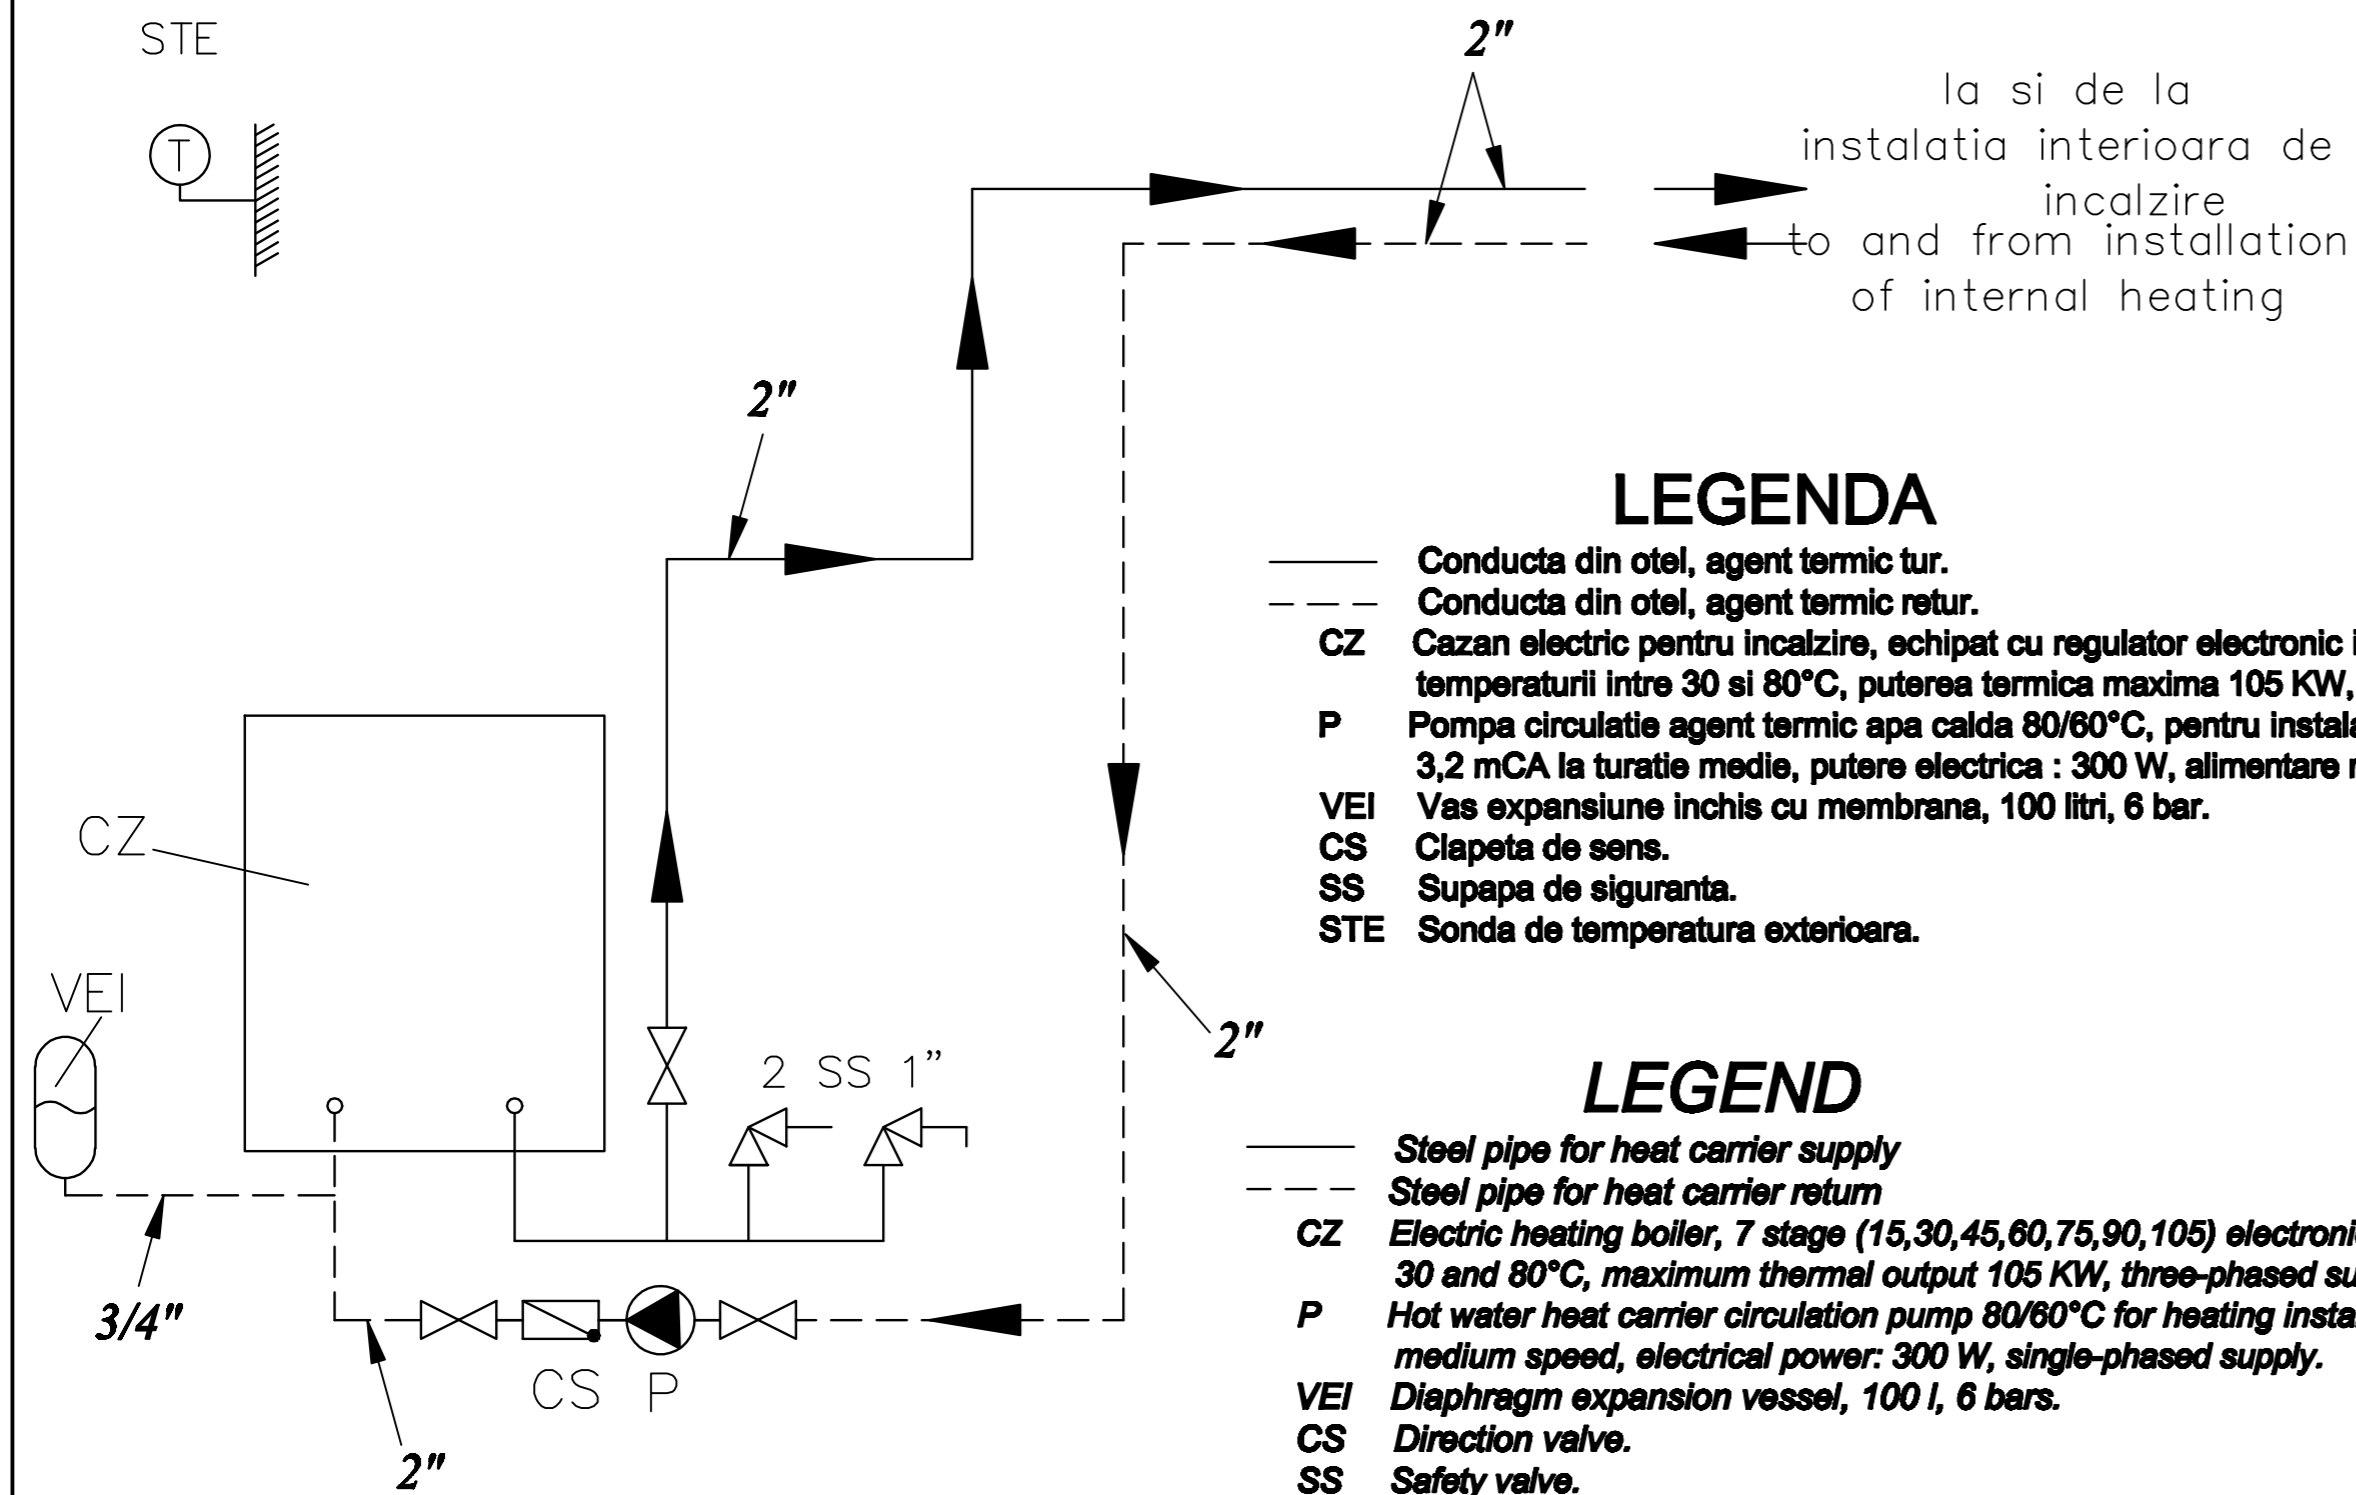 STE
T
2"
la si de la
instalatia interioara de
incalzire
to and from installation
of internal heating
2"
CZ
VEI
2 SS 1”
2"
3/4"
CS P
2"
LEGENDA
Conducta din otel, agent termic tur.
Conducta din otel, agent termic retur.
CZ Cazan electric pentru incalzire, echipat cu regulator electronic
temperaturii intre 30 si 80°C, puterea termica maxima 105 KW,
P Pompa circulatie agent termic apa calda 80/60°C, pentru
3,2 mCA la turatie medie, putere electrica : 300 W, alimentare
VEI Vas expansiune inchis cu membrana, 100 litri, 6 bar.
CS Clapeta de sens.
SS Supapa de siguranta.
STE Sonda de temperatura exterioara.
LEGEND
Steel pipe for heat carrier supply
Steel pipe for heat carrier return
CZ Electric heating boiler, 7 stage (15,30,45,60,75,90,105)
30 and 80°C, maximum thermal output 105 KW, three-phased
P Hot water heat carrier circulation pump 80/60°C for heating
medium speed, electrical power: 300 W, single-phased supply.
VEI Diaphragm expansion vessel, 100 l, 6 bars.
CS Direction valve.
SS Safety valve.